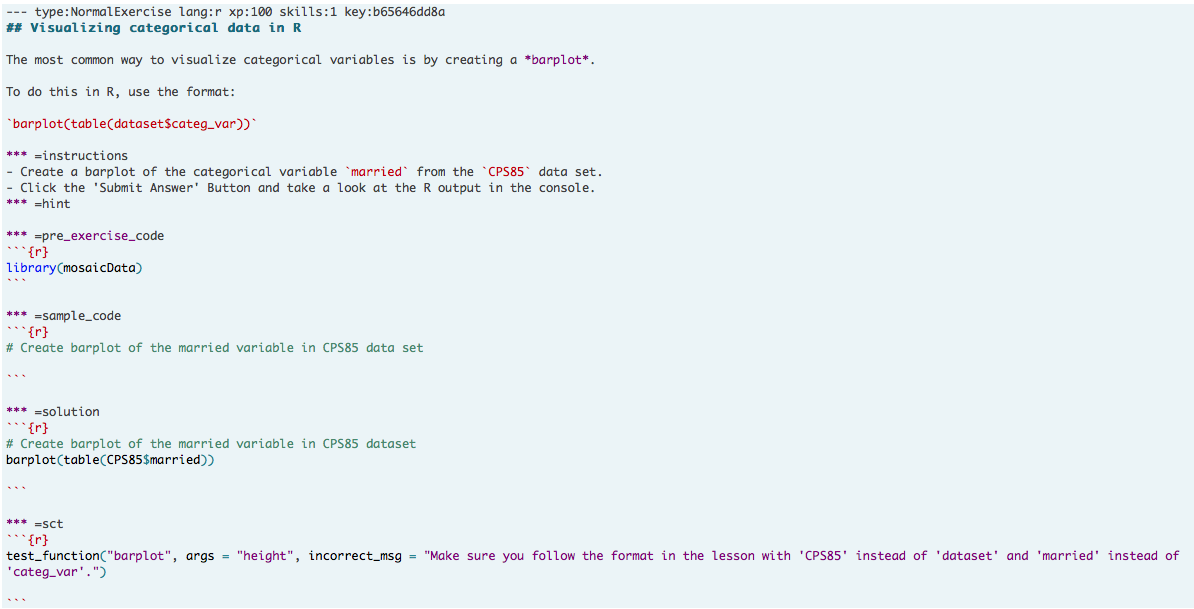 --- type:NormalExercise lang:r xp:100 skills:1 key:b65646dd8a
## Visualizing categorical data in R
The most common way to visualize categorical variables is by creating a *barplot*.
To do this in R, use the format:
`barplot(table(dataset$categ_var))`
*** =instructions
- Create a barplot of the categorical variable `married` from the `CPS85` data set.
- Click the 'Submit Answer' Button and take a look at the R output in the console.
*** =hint
*** =pre_exercise_code
```{r}
library(mosaicData)
```
*** =sample_code
```{r}
# Create barplot of the married variable in CPS85 data set
```
*** =solution
```{r}
# Create barplot of the married variable in CPS85 dataset
barplot(table(CPS85$married))
```
*** =sct
```{r}
test_function("barplot", args = "height", incorrect_msg = "Make sure you follow the format in the lesson with 'CPS85' instead of 'dataset' and 'married' instead of
'categ_var'.")
```